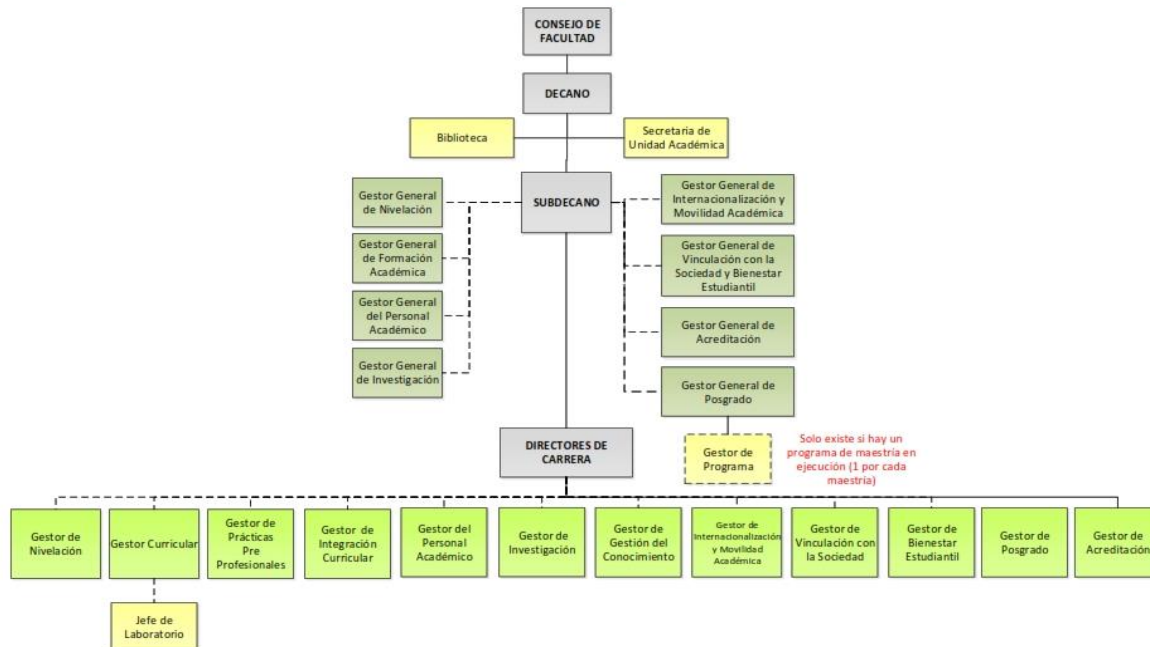 CONSEJO DE
FACULTAD
DECANO
Biblioteca
Secretaria de
Unidad Académica
SUBDECANO
Gestor General
de Nivelación
Gestor General
de Formación
Académica
Gestor General
del Personal
Académico
Gestor General
de Investigación
Gestor General de
Internacionalización y
Movilidad Académica
Gestor General de
Vinculación con la
Sociedad y Bienestar
Estudiantil
Gestor General de
Acreditación
Gestor General de
Posgrado
Gestor de
Programa
Solo existe si hay un
programa de maestría en
ejecución (1 por cada
maestría)
DIRECTORES DE
CARRERA
Gestor de
Nivelación
Gestor Curricular
Gestor de
Prácticas
Pre
Profesionales
Gestor de
Integración
Curricular
Gestor del
Personal
Académico
Gestor de
Investigación
Gestor de
Gestión del
Conocimiento
Gestor de
Internacionalización
y Movilidad
Académica
Gestor de
Vinculación con
la Sociedad
Gestor de
Bienestar
Estudiantil
Gestor de
Posgrado
Gestor de
Acreditación
Jefe de
Laboratorio